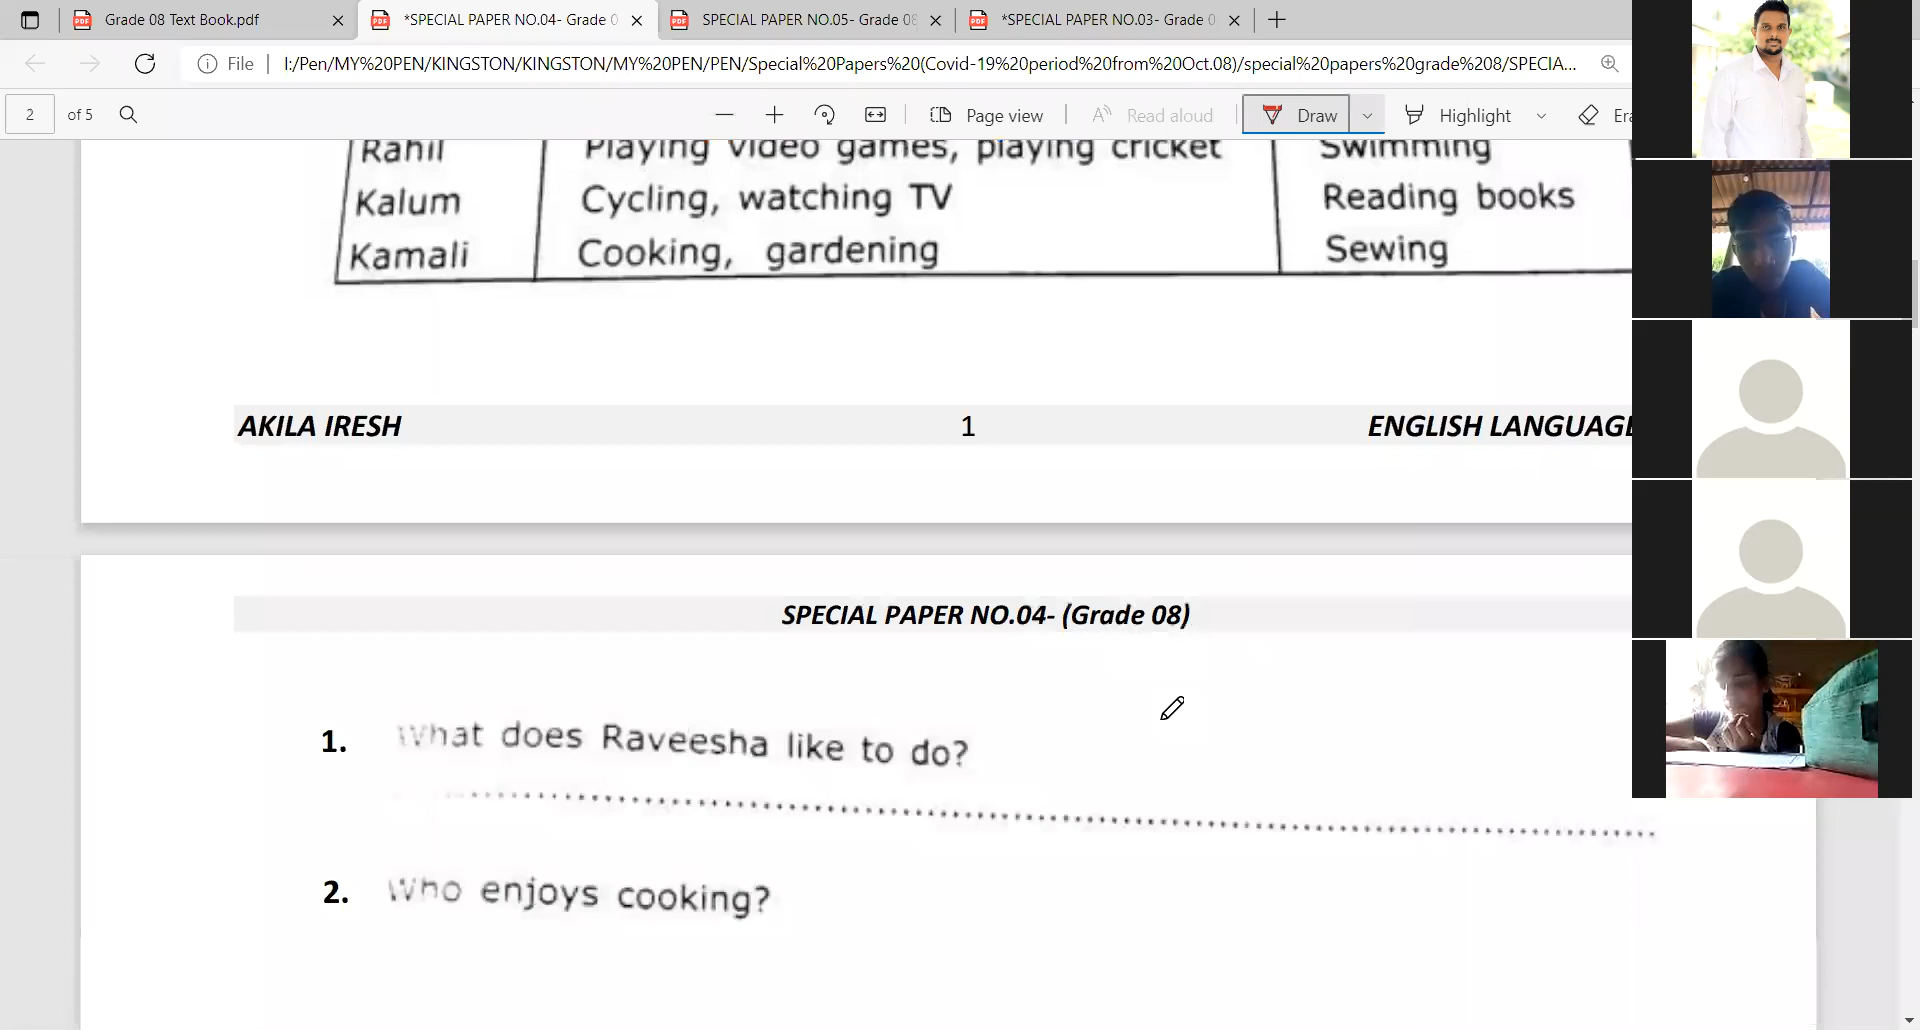 Grade 08 Text Book.pdf
*SPECIAL PAPER NO.04- Grade 0
SPECIAL PAPER NO.05- Grade 08
*SPECIAL PAPER NO.03- Grade 0
File
I:/Pen/MY%20PEN/KINGSTON/KINGSTON/MY%20PEN/PEN/Special%20Papers%20(Covid-19%20period%20from%20Oct.08)/special%20papers%20grade%208/SPECIA...
2 of 5
Page view
Read aloud
Draw
Highlight
Era
Rahil Playing video games, playing cricket Swimming
Kalum Cycling, watching TV Reading books
Kamali Cooking, gardening Sewing
AKILA IRESH 1 ENGLISH LANGUAGE
SPECIAL PAPER NO.04- (Grade 08)
1. What does Raveesha like to do?
2. Who enjoys cooking?